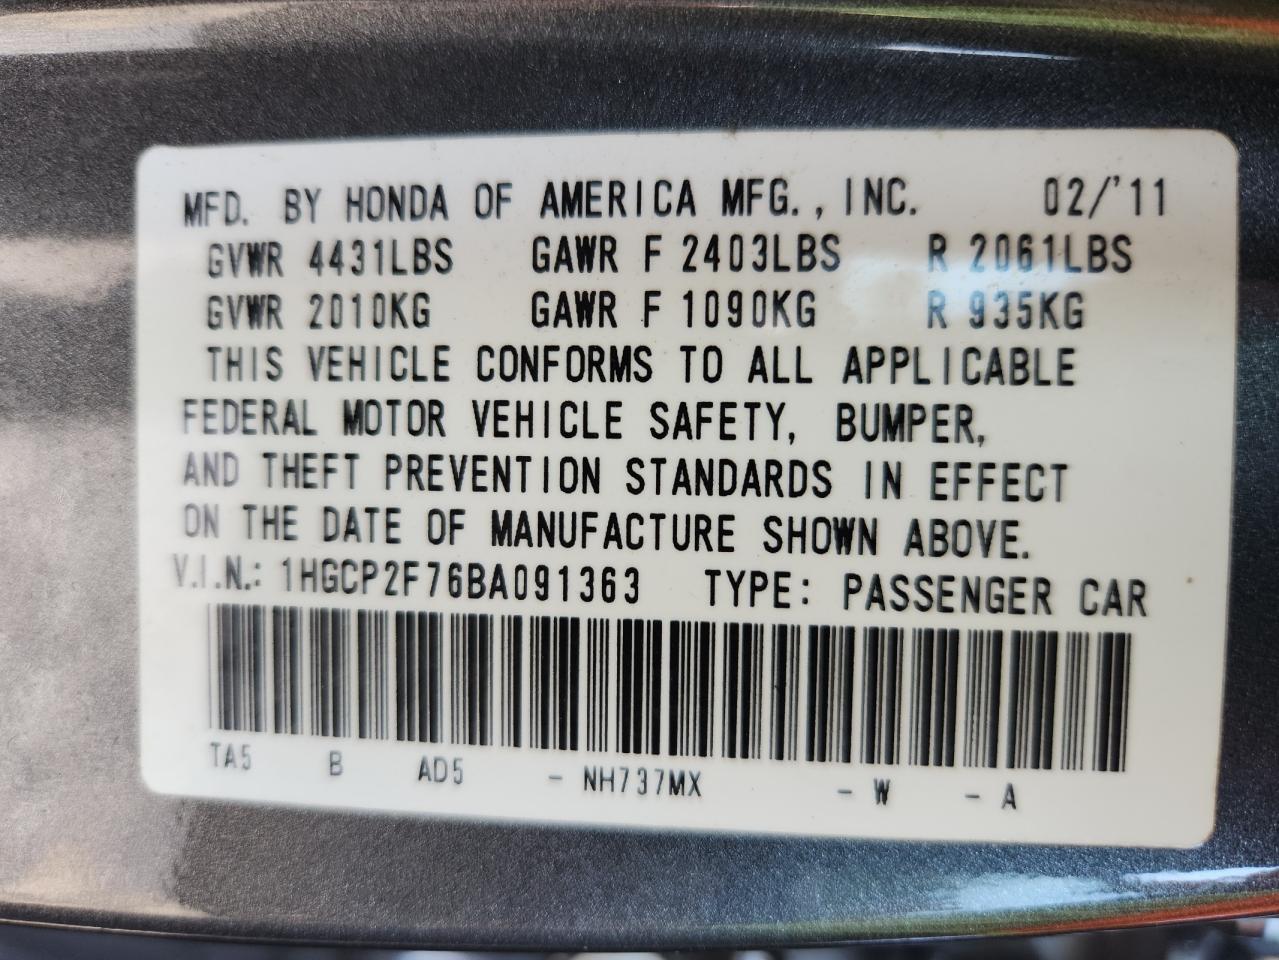 MFD. BY HONDA OF AMERICA MFG., INC. 02/'11
GVWR 4431LBS GAWR F 2403LBS R 2061LBS
GVWR 2010KG GAWR F 1090KG R 935KG
THIS VEHICLE CONFORMS TO ALL APPLICABLE
FEDERAL MOTOR VEHICLE SAFETY, BUMPER,
AND THEFT PREVENTION STANDARDS IN EFFECT
ON THE DATE OF MANUFACTURE SHOWN ABOVE.
V.I.N.: 1HGCP2F76BA091363 TYPE: PASSENGER CAR
TA5 B AD5 - NH737MX - W - A